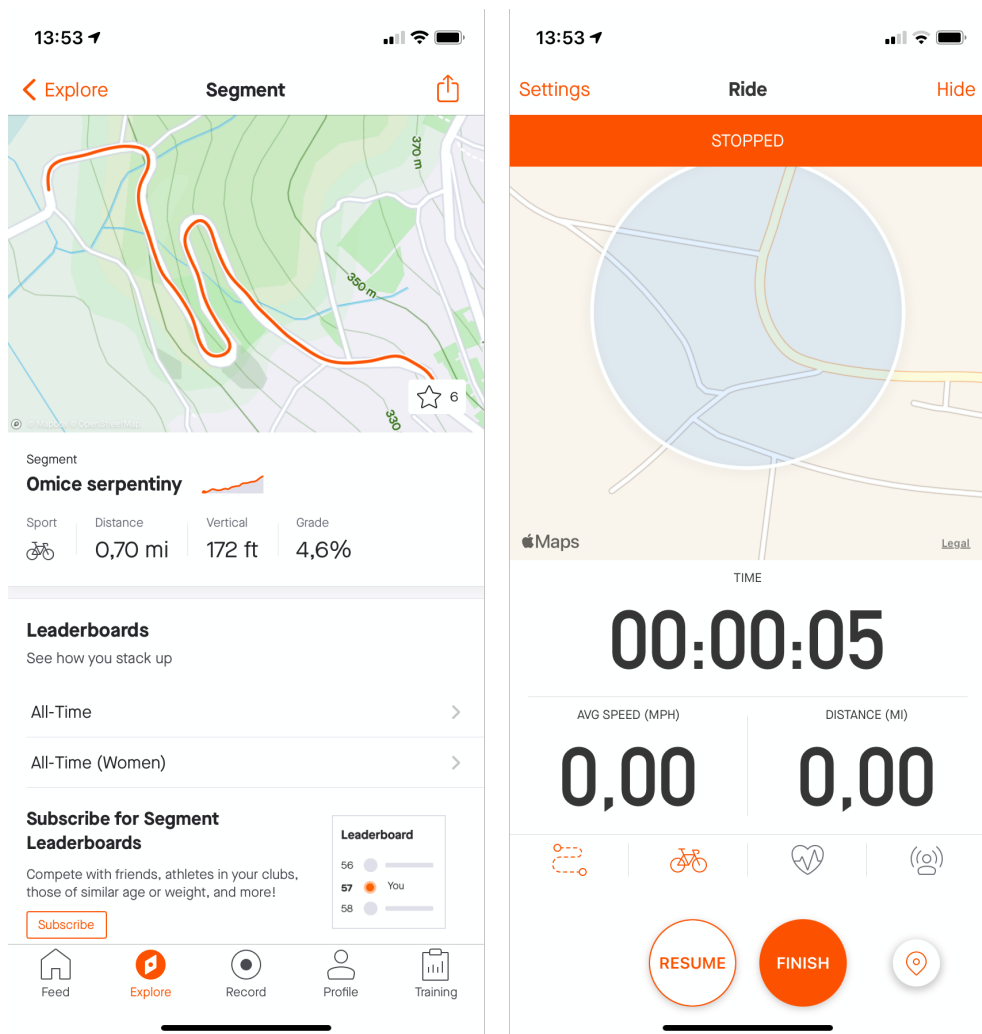 13:53
Explore
Segment
370 m
350 m
330
6
© Mapbox © OpenStreetMap
Segment
Omice serpentiny
Sport
Distance
Vertical
Grade
0,70 mi
172 ft
4,6%
Leaderboards
See how you stack up
All-Time
All-Time (Women)
Subscribe for Segment
Leaderboards
Compete with friends, athletes in your clubs,
those of similar age or weight, and more!
Subscribe
Leaderboard
56
57 You
58
Feed
Explore
Record
Profile
Training
13:53
Settings
Ride
Hide
STOPPED
Maps
Legal
TIME
00:00:05
AVG SPEED (MPH)
DISTANCE (MI)
0,00
0,00
RESUME
FINISH